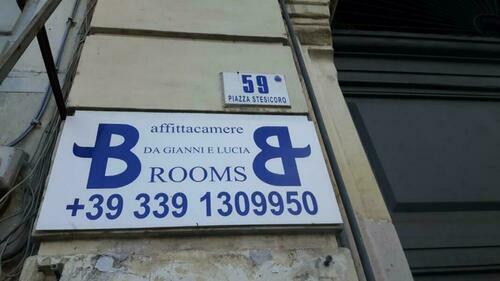 59
PIAZZA STESICORO
affittacamere
B DA GIANNI E LUCIA B
ROOMS
+39 339 1309950